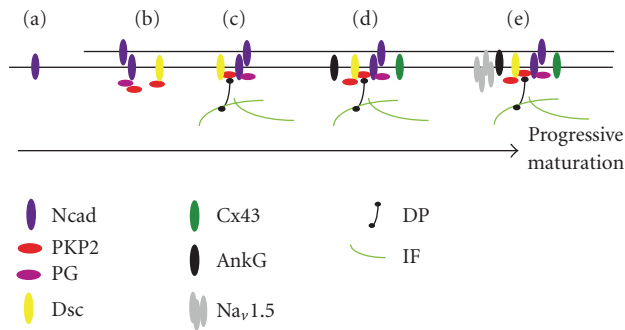 (a) (b) (c) (d) (e)
Progressive
maturation
Ncad Cx43 DP
PKP2
PG AnkG IF
Dsc Naᵥ1.5